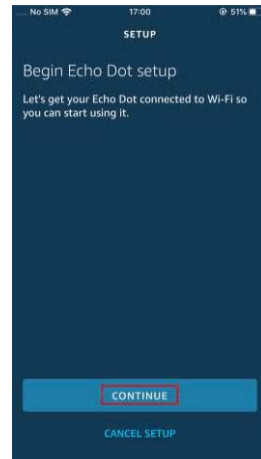 No SIM 17:00 51%
SETUP
Begin Echo Dot setup
Let's get your Echo Dot connected to Wi-Fi so
you can start using it.
CONTINUE
CANCEL SETUP